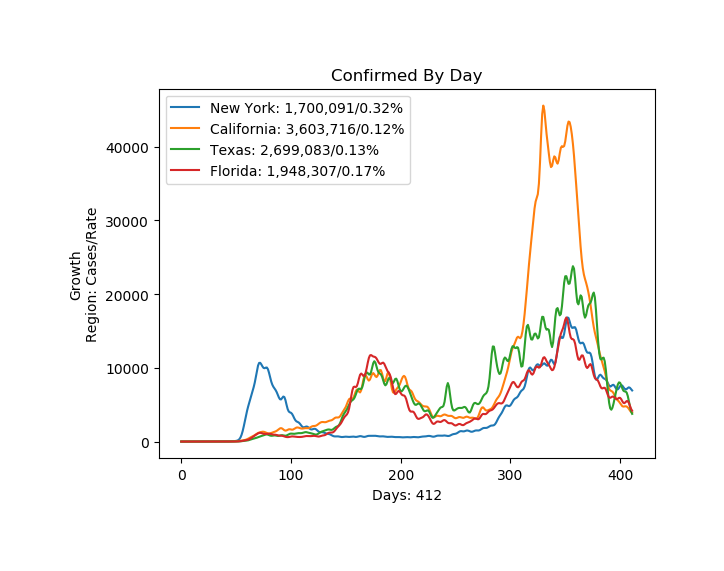 Confirmed By Day
New York: 1,700,091/0.32%
California: 3,603,716/0.12%
Texas: 2,699,083/0.13%
Florida: 1,948,307/0.17%
Growth
Region: Cases/Rate
40000
30000
20000
10000
0
0 100 200 300 400
Days: 412